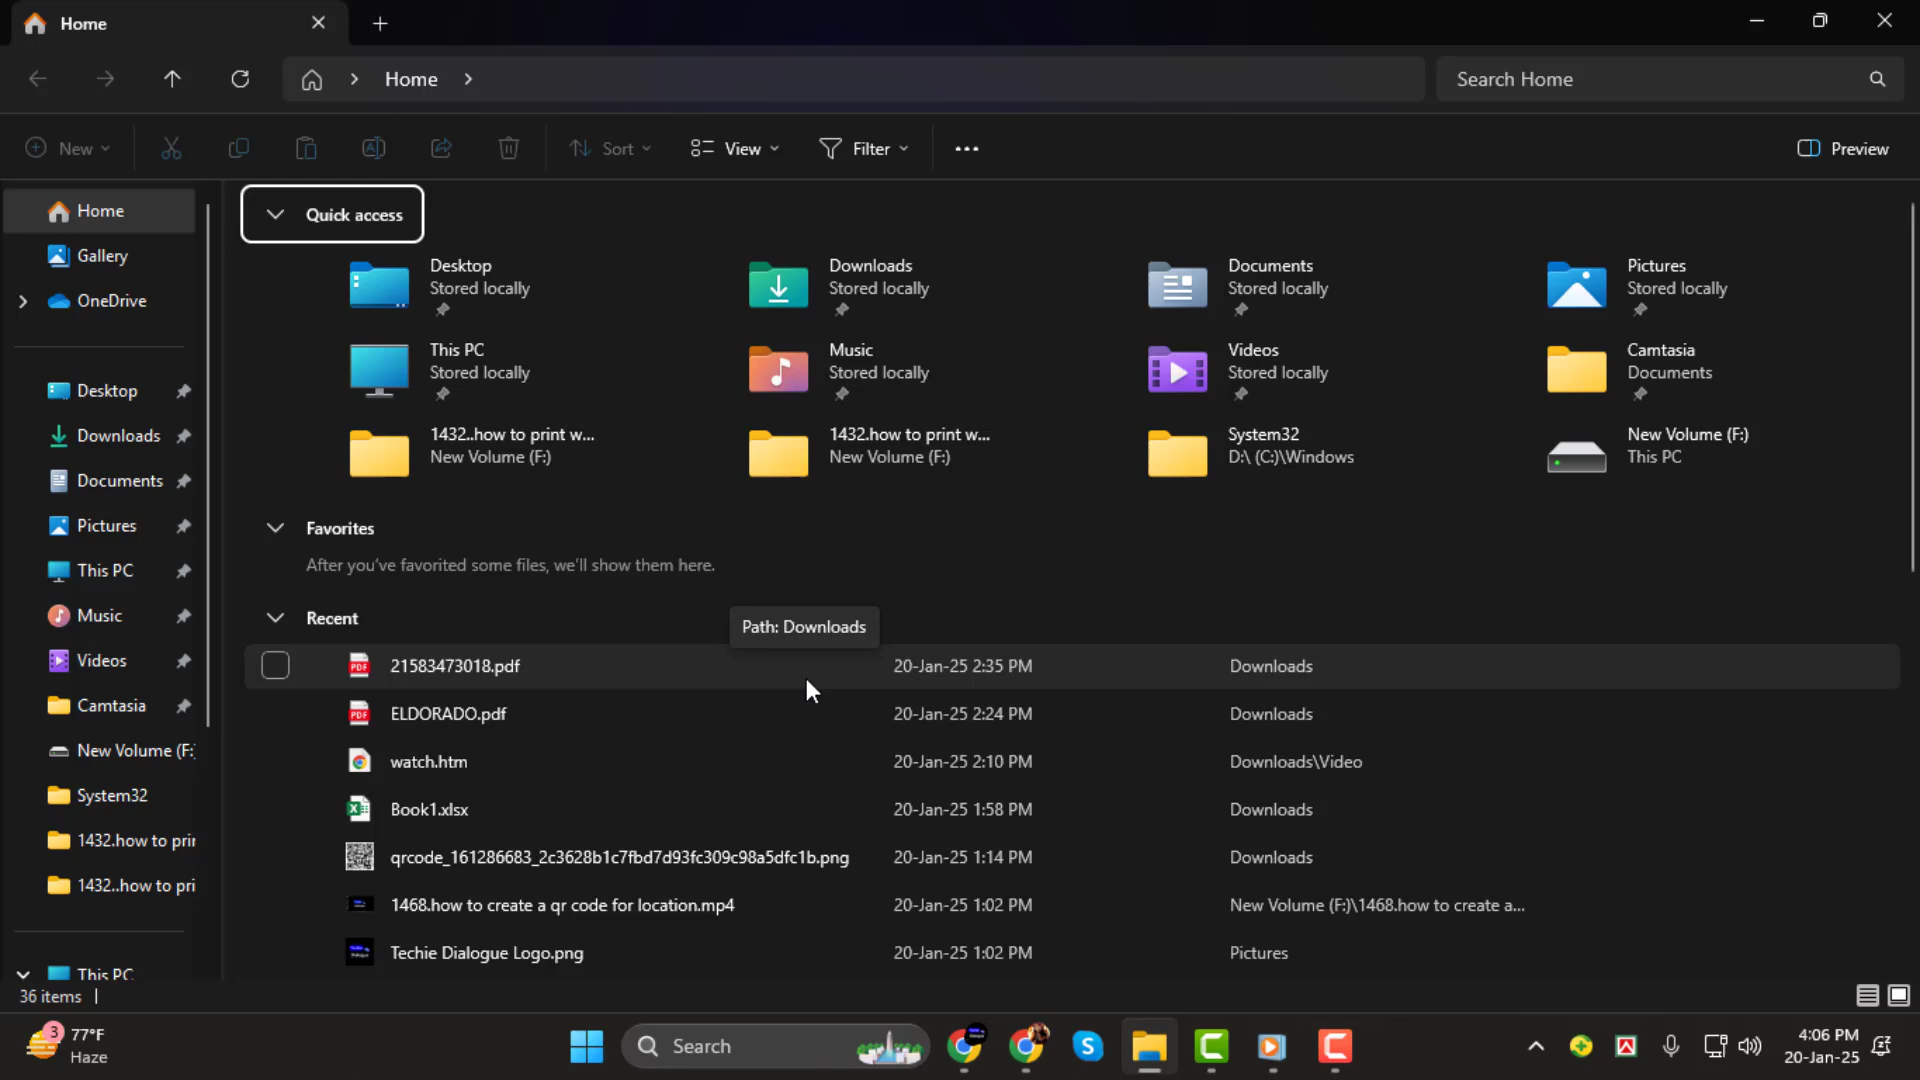 Home
Home
Search Home
New
Sort
View
Filter
Preview
Home
Gallery
OneDrive
Desktop
Downloads
Documents
Pictures
This PC
Music
Videos
Camtasia
New Volume (F:
System32
1432.how to prin
1432..how to pri
This PC
Quick access
Desktop
Stored locally
Downloads
Stored locally
Documents
Stored locally
Pictures
Stored locally
This PC
Stored locally
Music
Stored locally
Videos
Stored locally
Camtasia
Documents
1432..how to print w...
New Volume (F:)
1432.how to print w...
New Volume (F:)
System32
D:\ (C:)\Windows
New Volume (F:)
This PC
Favorites
After you've favorited some files, we'll show them here.
Recent
Path: Downloads
PDF 21583473018.pdf 20-Jan-25 2:35 PM Downloads
PDF ELDORADO.pdf 20-Jan-25 2:24 PM Downloads
watch.htm 20-Jan-25 2:10 PM Downloads\Video
Book1.xlsx 20-Jan-25 1:58 PM Downloads
qrcode_161286683_2c3628b1c7fbd7d93fc309c98a5dfc1b.png 20-Jan-25 1:14 PM Downloads
1468.how to create a qr code for location.mp4 20-Jan-25 1:02 PM New Volume (F:)\1468.how to create a...
Techie Dialogue Logo.png 20-Jan-25 1:02 PM Pictures
36 items
3
77°F
Haze
Search
4:06 PM
20-Jan-25